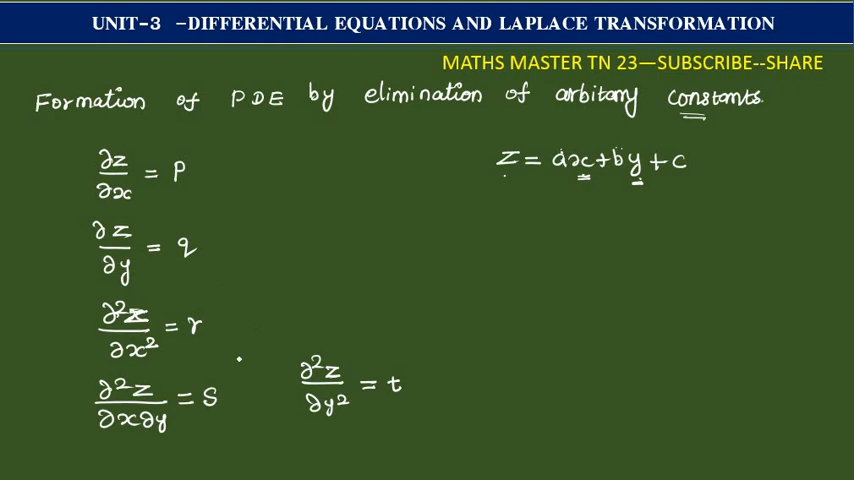 UNIT-3 –DIFFERENTIAL EQUATIONS AND LAPLACE TRANSFORMATION
MATHS MASTER TN 23—SUBSCRIBE--SHARE
Formation of PDE by elimination of arbitary constants.
∂z/∂x = P
z = ax+by+c
∂z/∂y = q
∂²z/∂x² = r
∂²z/∂x∂y = S
∂²z/∂y² = t